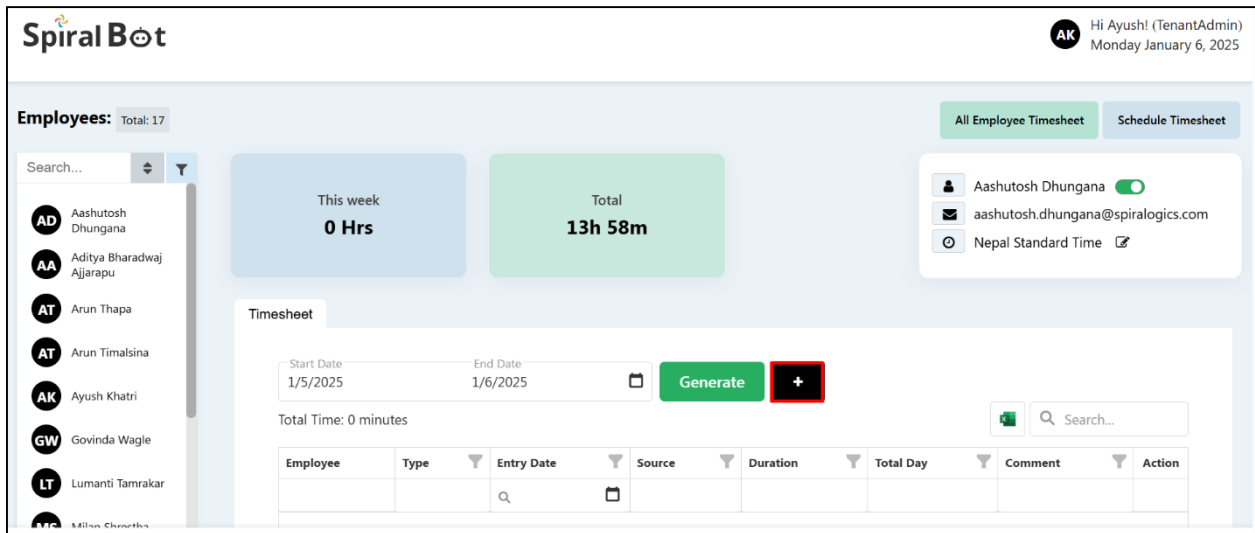 Spiral Bot
AK
Hi Ayush! (TenantAdmin)
Monday January 6, 2025
Employees: Total: 17
All Employee Timesheet
Schedule Timesheet
Search...
AD
Aashutosh
Dhungana
AA
Aditya Bharadwaj
Ajjarapu
AT
Arun Thapa
AT
Arun Timalsina
AK
Ayush Khatri
GW
Govinda Wagle
LT
Lumanti Tamrakar
MS
Milan Shrestha
This week
0 Hrs
Total
13h 58m
Aashutosh Dhungana
aashutosh.dhungana@spiralogics.com
Nepal Standard Time
Timesheet
Start Date
1/5/2025
End Date
1/6/2025
Generate
+
Total Time: 0 minutes
Search...
Employee Type Entry Date Source Duration Total Day Comment Action